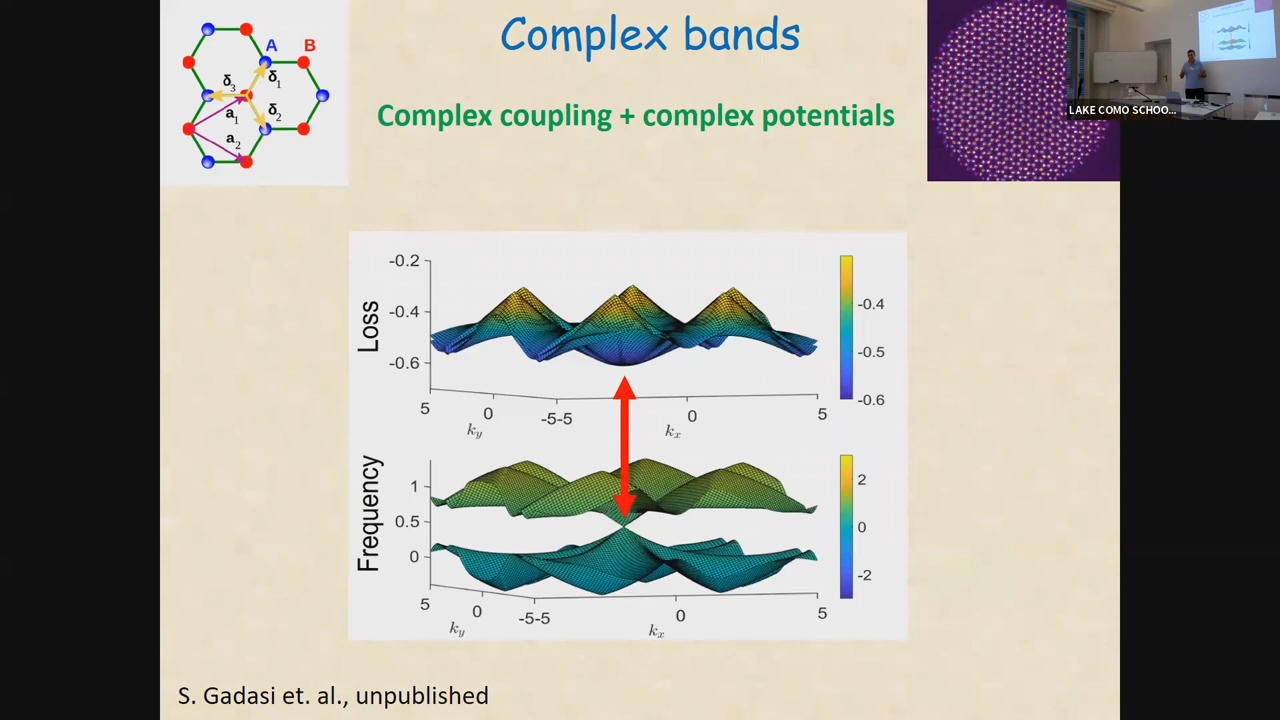 Complex bands
Complex coupling + complex potentials
A B
δ3 δ1
δ2
a1
a2
LAKE COMO SCHOO...
Loss
-0.2
-0.4
-0.6
5 0 -5 -5 0 5
ky kx
-0.4
-0.5
-0.6
Frequency
1
0.5
0
5 0 -5 -5 0 5
ky kx
2
0
-2
S. Gadasi et. al., unpublished